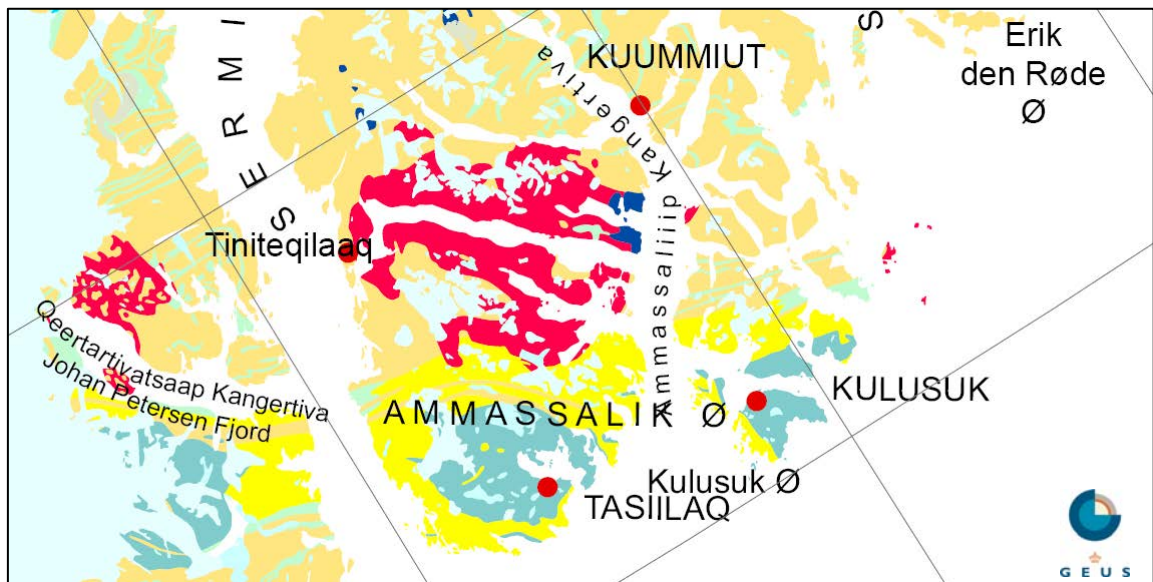 SERMI
S
Erik
den Røde
Ø
KUUMMIUT
Ammassaliip Kangertiva
Tiniteqilaaq
Qeertartivatsaap Kangertiva
Johan Petersen Fjord
KULUSUK
AMMASSALIK Ø
Kulusuk Ø
TASIILAQ
GEUS